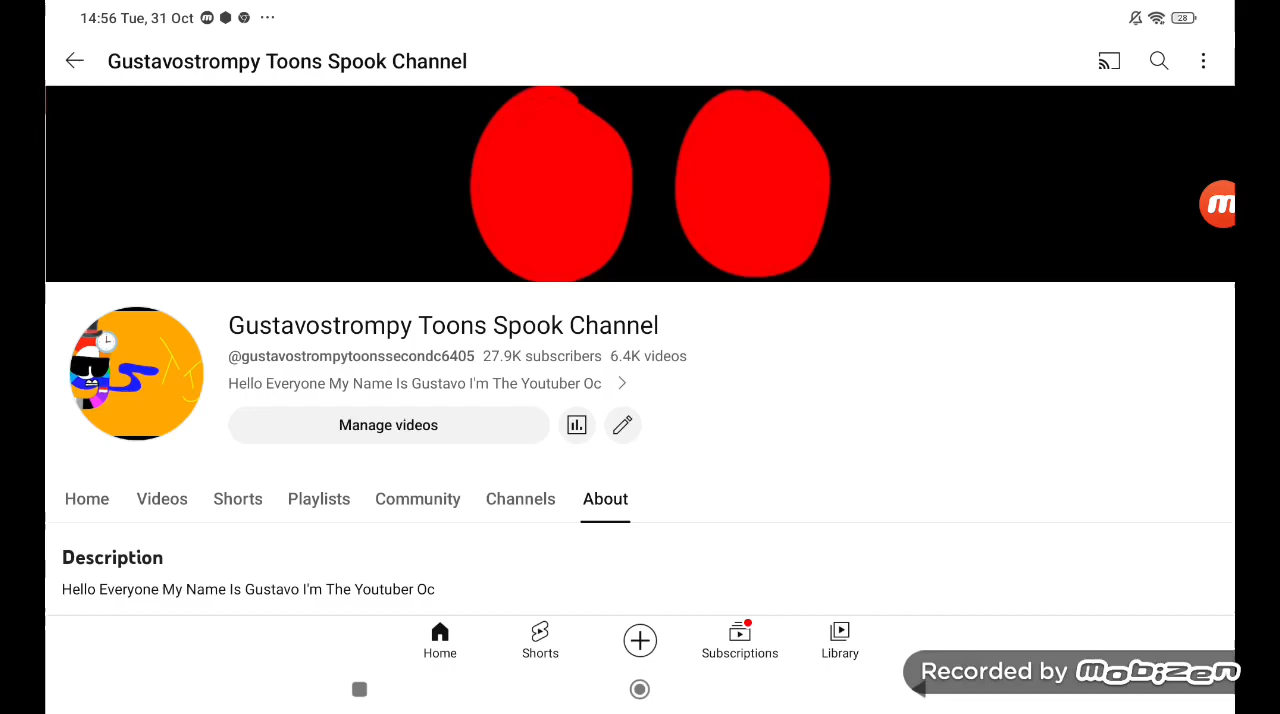 14:56 Tue, 31 Oct
28
Gustavostrompy Toons Spook Channel
Gustavostrompy Toons Spook Channel
@gustavostrompytoonssecondc6405 27.9K subscribers 6.4K videos
Hello Everyone My Name Is Gustavo I'm The Youtuber Oc
Manage videos
Home Videos Shorts Playlists Community Channels About
Description
Hello Everyone My Name Is Gustavo I'm The Youtuber Oc
Home Shorts Subscriptions Library
Recorded by mobizen